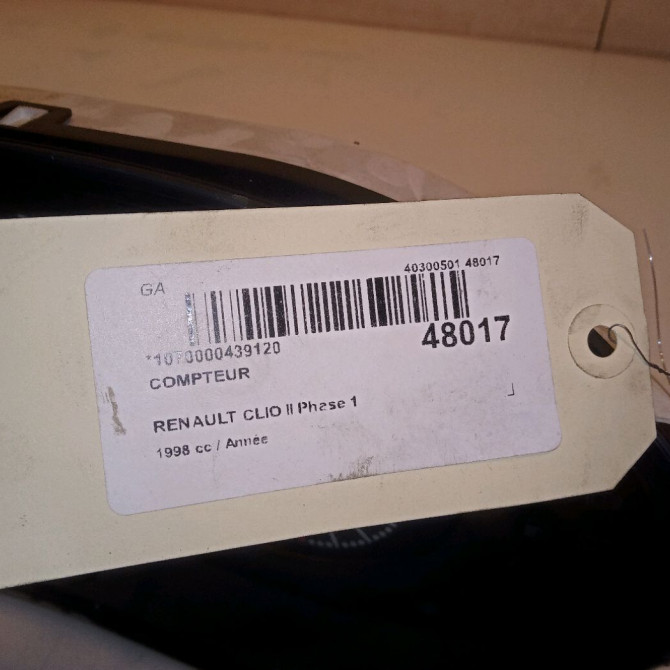 GA
40300501 48017
*1070000439120
48017
COMPTEUR
RENAULT CLIO II Phase 1
1998 cc / Année